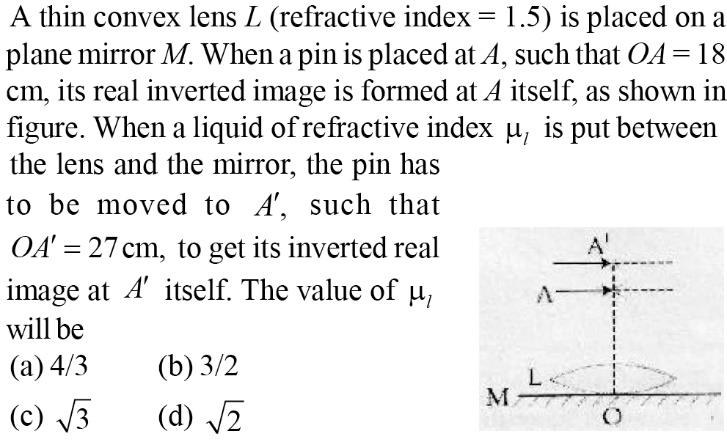 A thin convex lens L (refractive index = 1.5) is placed on a
plane mirror M. When a pin is placed at A, such that OA = 18
cm, its real inverted image is formed at A itself, as shown in
figure. When a liquid of refractive index μₗ is put between
the lens and the mirror, the pin has
to be moved to A′, such that
OA′ = 27 cm, to get its inverted real
image at A′ itself. The value of μₗ
will be
(a) 4/3 (b) 3/2
(c) √3 (d) √2
A'
A
L
M
O